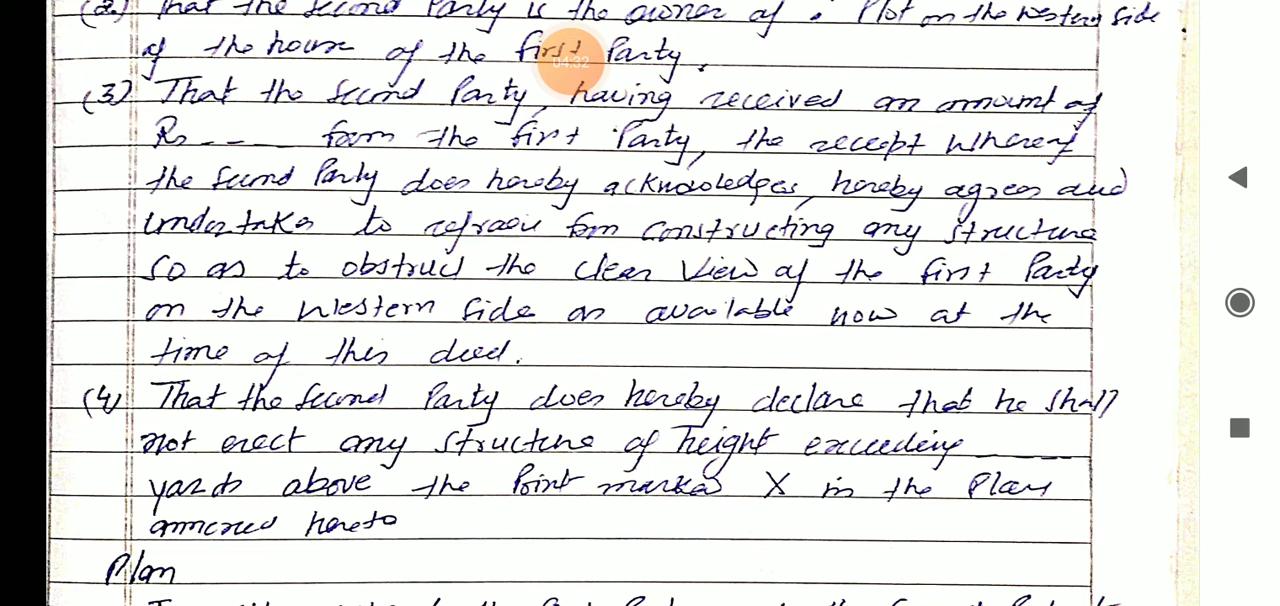 (2) That the Second Party is the owner of a Plot on the western side
of the house of the first Party.
04:32
(3) That the Second Party, having received an amount of
Rs --- from the first Party, the receipt whereof
the Second Party does hereby acknowledges, hereby agrees and
undertakes to refrain from constructing any structure
so as to obstruct the clear view of the first Party
on the Western side as available now at the
time of this deed.
(4) That the Second Party does hereby declare that he shall
not erect any structure of height exceeding ____
yards above the Point marked X in the Plan
annexed hereto
Plan